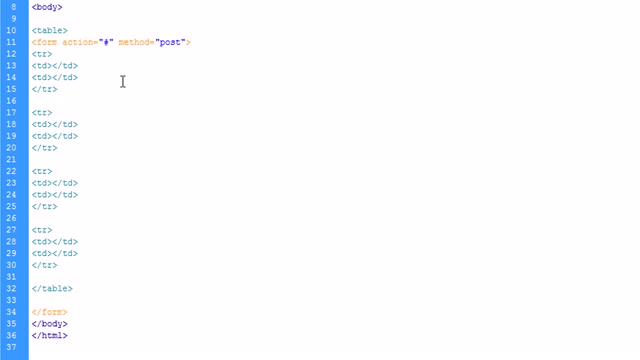 8 <body>
9
10 <table>
11 <form action="#" method="post">
12 <tr>
13 <td></td>
14 <td></td>
15 </tr>
16
17 <tr>
18 <td></td>
19 <td></td>
20 </tr>
21
22 <tr>
23 <td></td>
24 <td></td>
25 </tr>
26
27 <tr>
28 <td></td>
29 <td></td>
30 </tr>
31
32 </table>
33
34 </form>
35 </body>
36 </html>
37